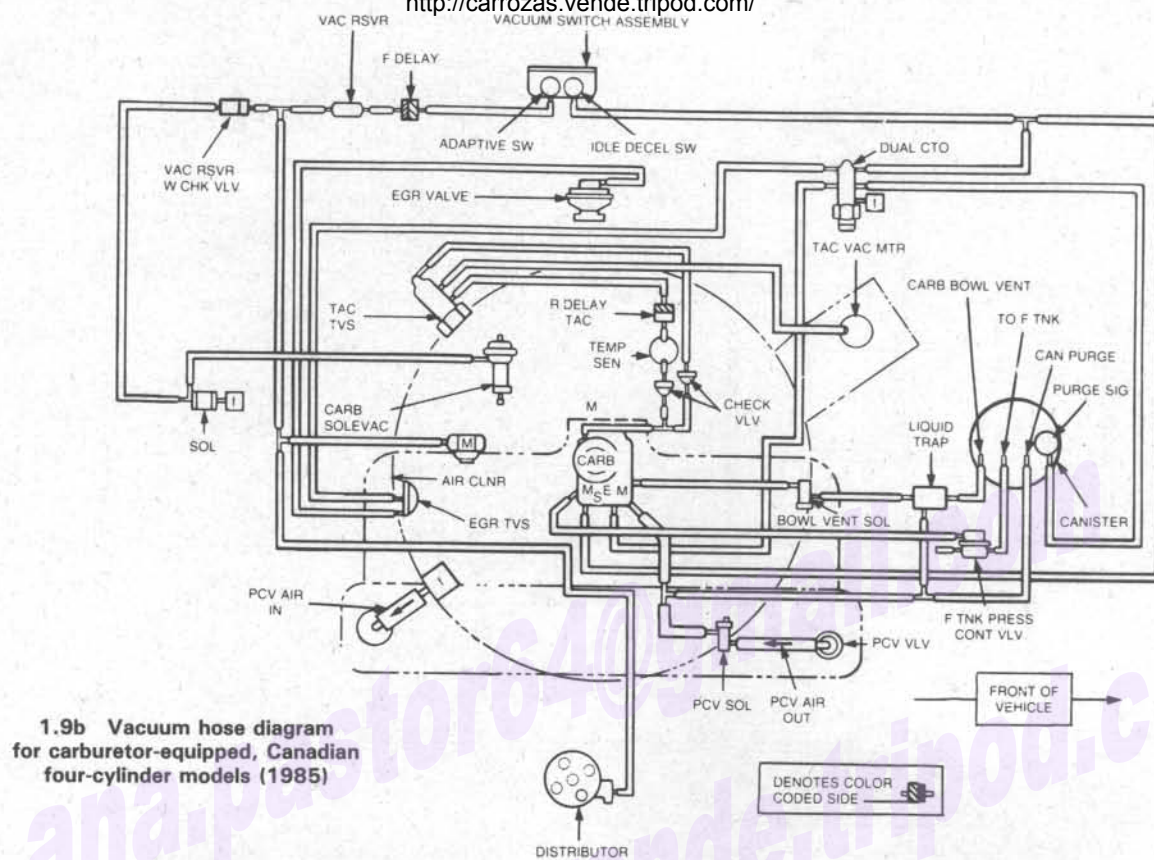 http://carrozas.vende.tripod.com/
VAC RSVR
VACUUM SWITCH ASSEMBLY
F DELAY
ADAPTIVE SW
IDLE DECEL SW
DUAL CTO
VAC RSVR
W CHK VLV
EGR VALVE
TAC VAC MTR
CARB BOWL VENT
TAC
TVS
R DELAY
TAC
TO F TNK
TEMP
SEN
CAN PURGE
PURGE SIG
CHECK
VLV
M
CARB
SOLEVAC
SOL
LIQUID
TRAP
M
CARB
AIR CLNR
M S E M
EGR TVS
BOWL VENT SOL
CANISTER
PCV AIR
IN
F TNK PRESS
CONT VLV
PCV VLV
PCV SOL
PCV AIR
OUT
FRONT OF
VEHICLE
1.9b Vacuum hose diagram
for carburetor-equipped, Canadian
four-cylinder models (1985)
DENOTES COLOR
CODED SIDE
DISTRIBUTOR